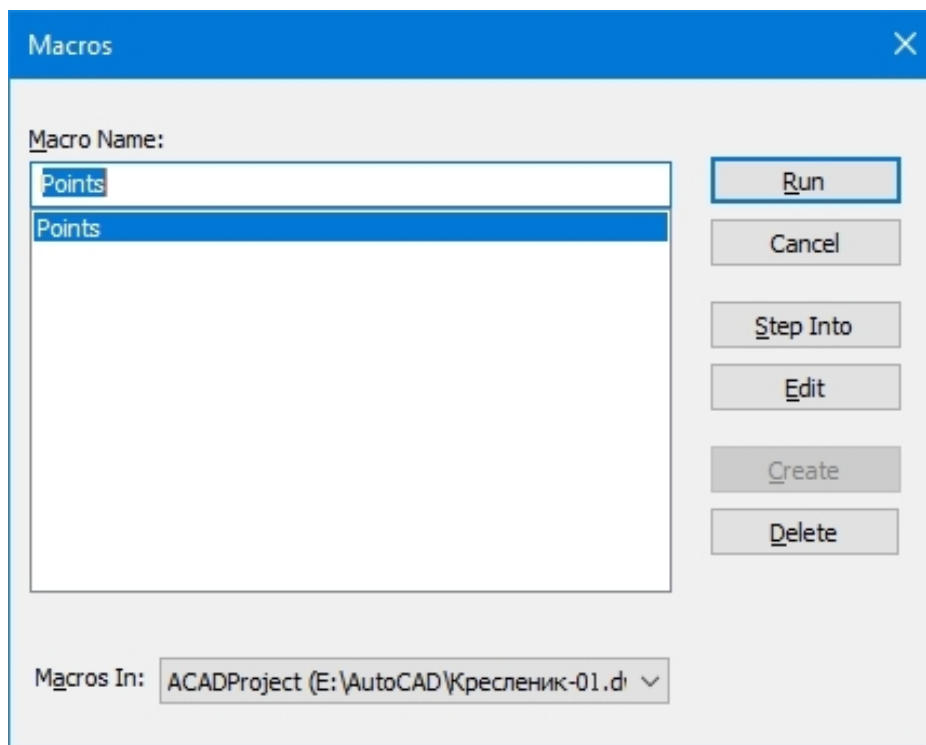 Macros
Macro Name:
Points
Points
Run
Cancel
Step Into
Edit
Create
Delete
Macros In:
ACADProject (E:\AutoCAD\Кресленик-01.d